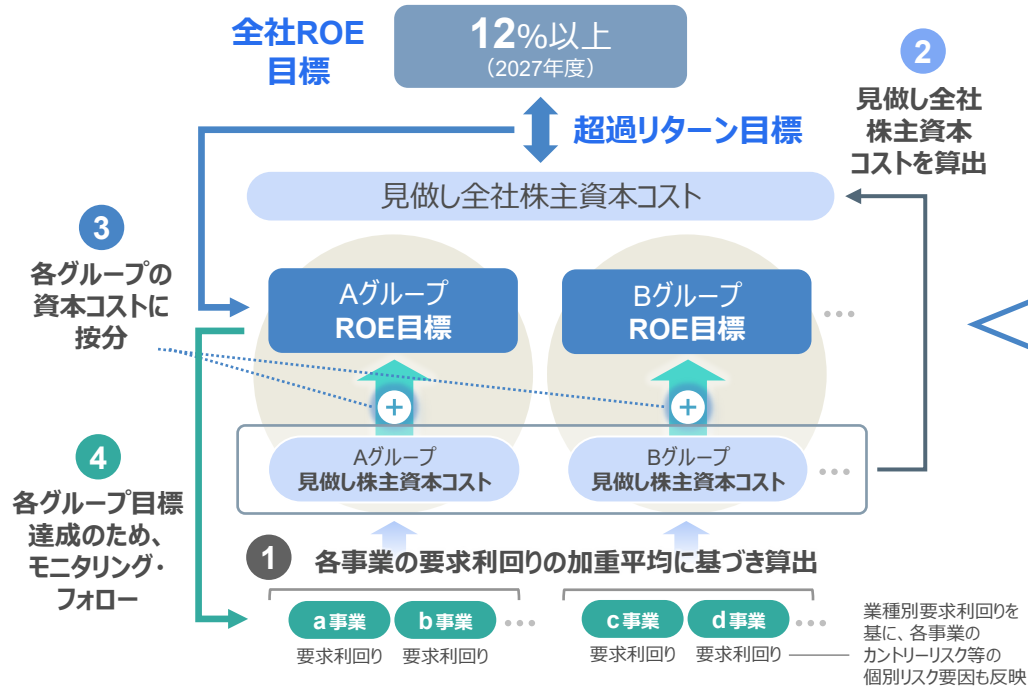 全社ROE
目標
12%以上
（2027年度）
超過リターン目標
2
見做し全社
株主資本
コストを算出
見做し全社株主資本コスト
3
各グループの
資本コストに
按分
Aグループ
ROE目標
Bグループ
ROE目標
…
+
+
Aグループ
見做し株主資本コスト
Bグループ
見做し株主資本コスト
…
4
各グループ目標
達成のため、
モニタリング・
フォロー
1
各事業の要求利回りの加重平均に基づき算出
a事業
b事業
…
c事業
d事業
…
要求利回り
要求利回り
要求利回り
要求利回り
業種別要求利回りを
基に、各事業の
カントリーリスク等の
個別リスク要因も反映